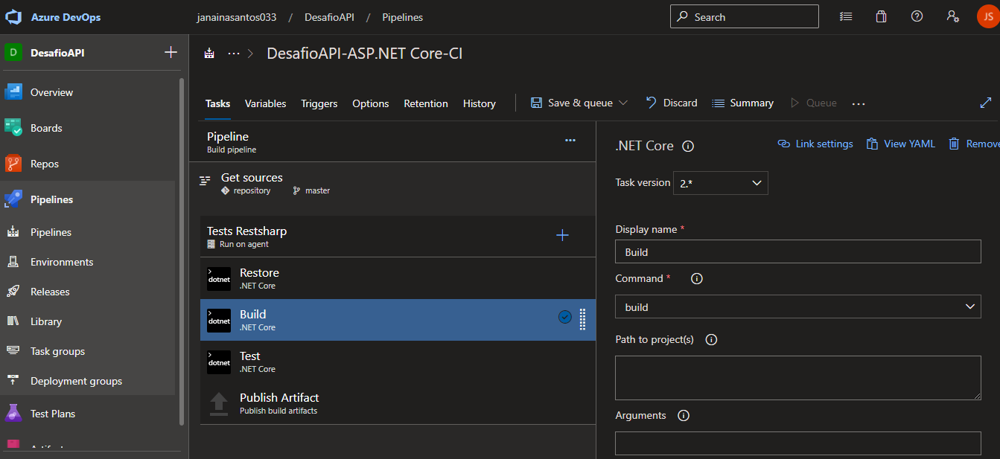 Azure DevOps
janainasantos033 / DesafioAPI / Pipelines
Search
JS
D DesafioAPI
Overview
Boards
Repos
Pipelines
Pipelines
Environments
Releases
Library
Task groups
Deployment groups
Test Plans
··· > DesafioAPI-ASP.NET Core-CI
Tasks Variables Triggers Options Retention History Save & queue Discard Summary Queue ···
Pipeline ···
Build pipeline
Get sources
repository master
Tests Restsharp
Run on agent
dotnet
Restore
.NET Core
dotnet
Build
.NET Core
dotnet
Test
.NET Core
Publish Artifact
Publish build artifacts
.NET Core Link settings View YAML Remove
Task version 2.*
Display name *
Build
Command *
build
Path to project(s)
Arguments